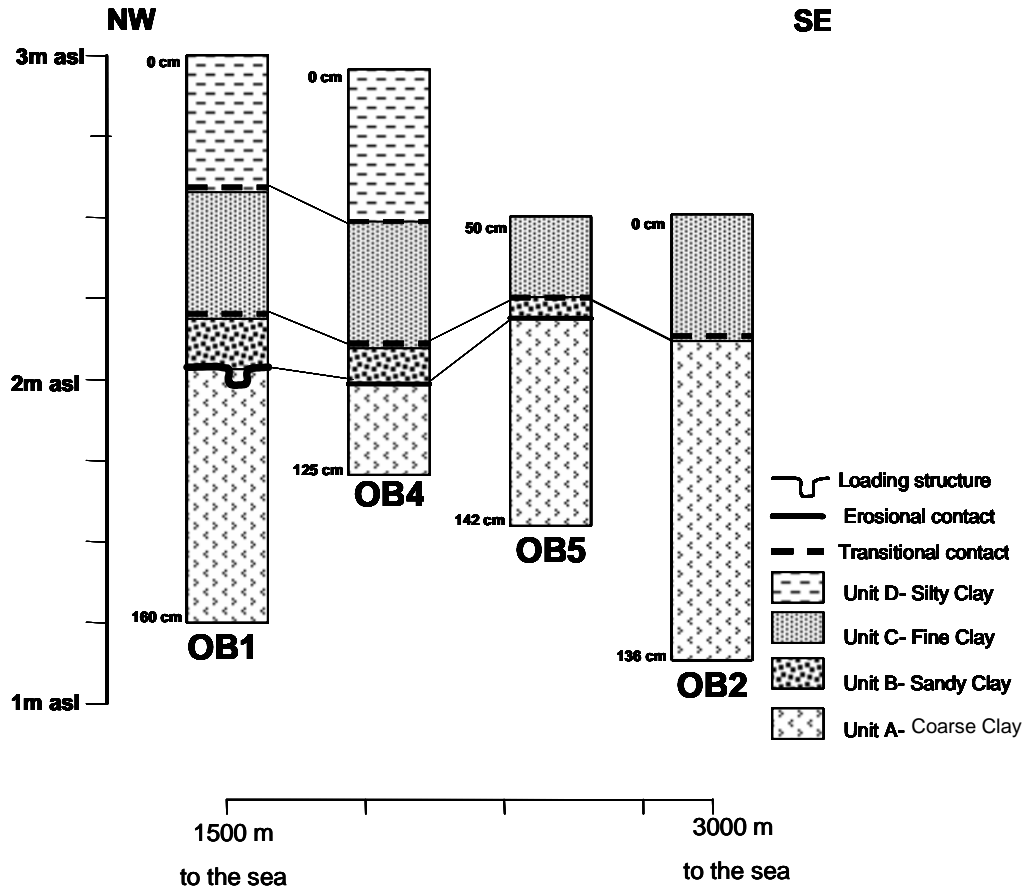 NW
SE
3m asl
0 cm
0 cm
50 cm
0 cm
2m asl
125 cm
OB4
142 cm
OB5
160 cm
OB1
136 cm
OB2
1m asl
Loading structure
Erosional contact
Transitional contact
Unit D- Silty Clay
Unit C- Fine Clay
Unit B- Sandy Clay
Unit A- Coarse Clay
1500 m
to the sea
3000 m
to the sea